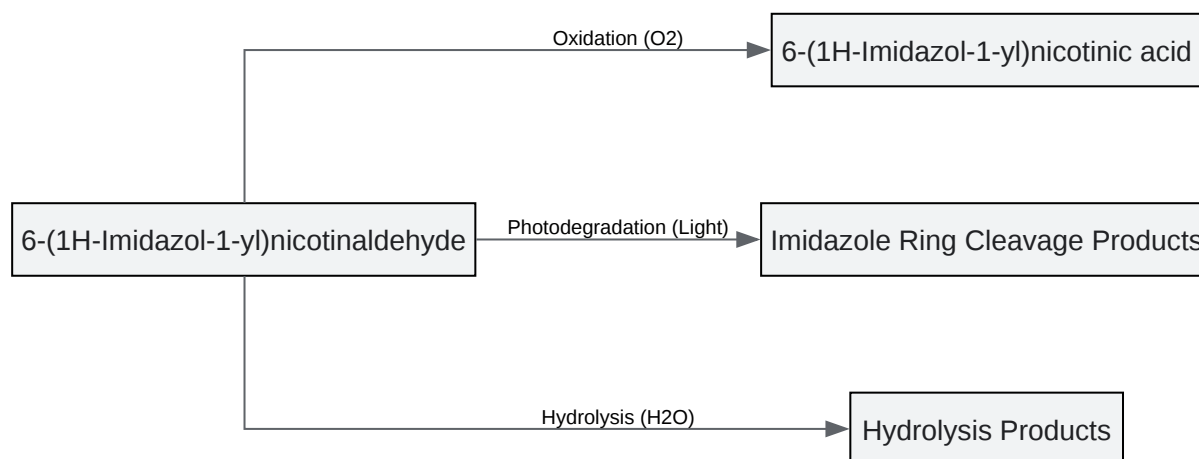 Oxidation (O2)
6-(1H-Imidazol-1-yl)nicotinic acid
6-(1H-Imidazol-1-yl)nicotinaldehyde
Photodegradation (Light)
Imidazole Ring Cleavage Products
Hydrolysis (H2O)
Hydrolysis Products